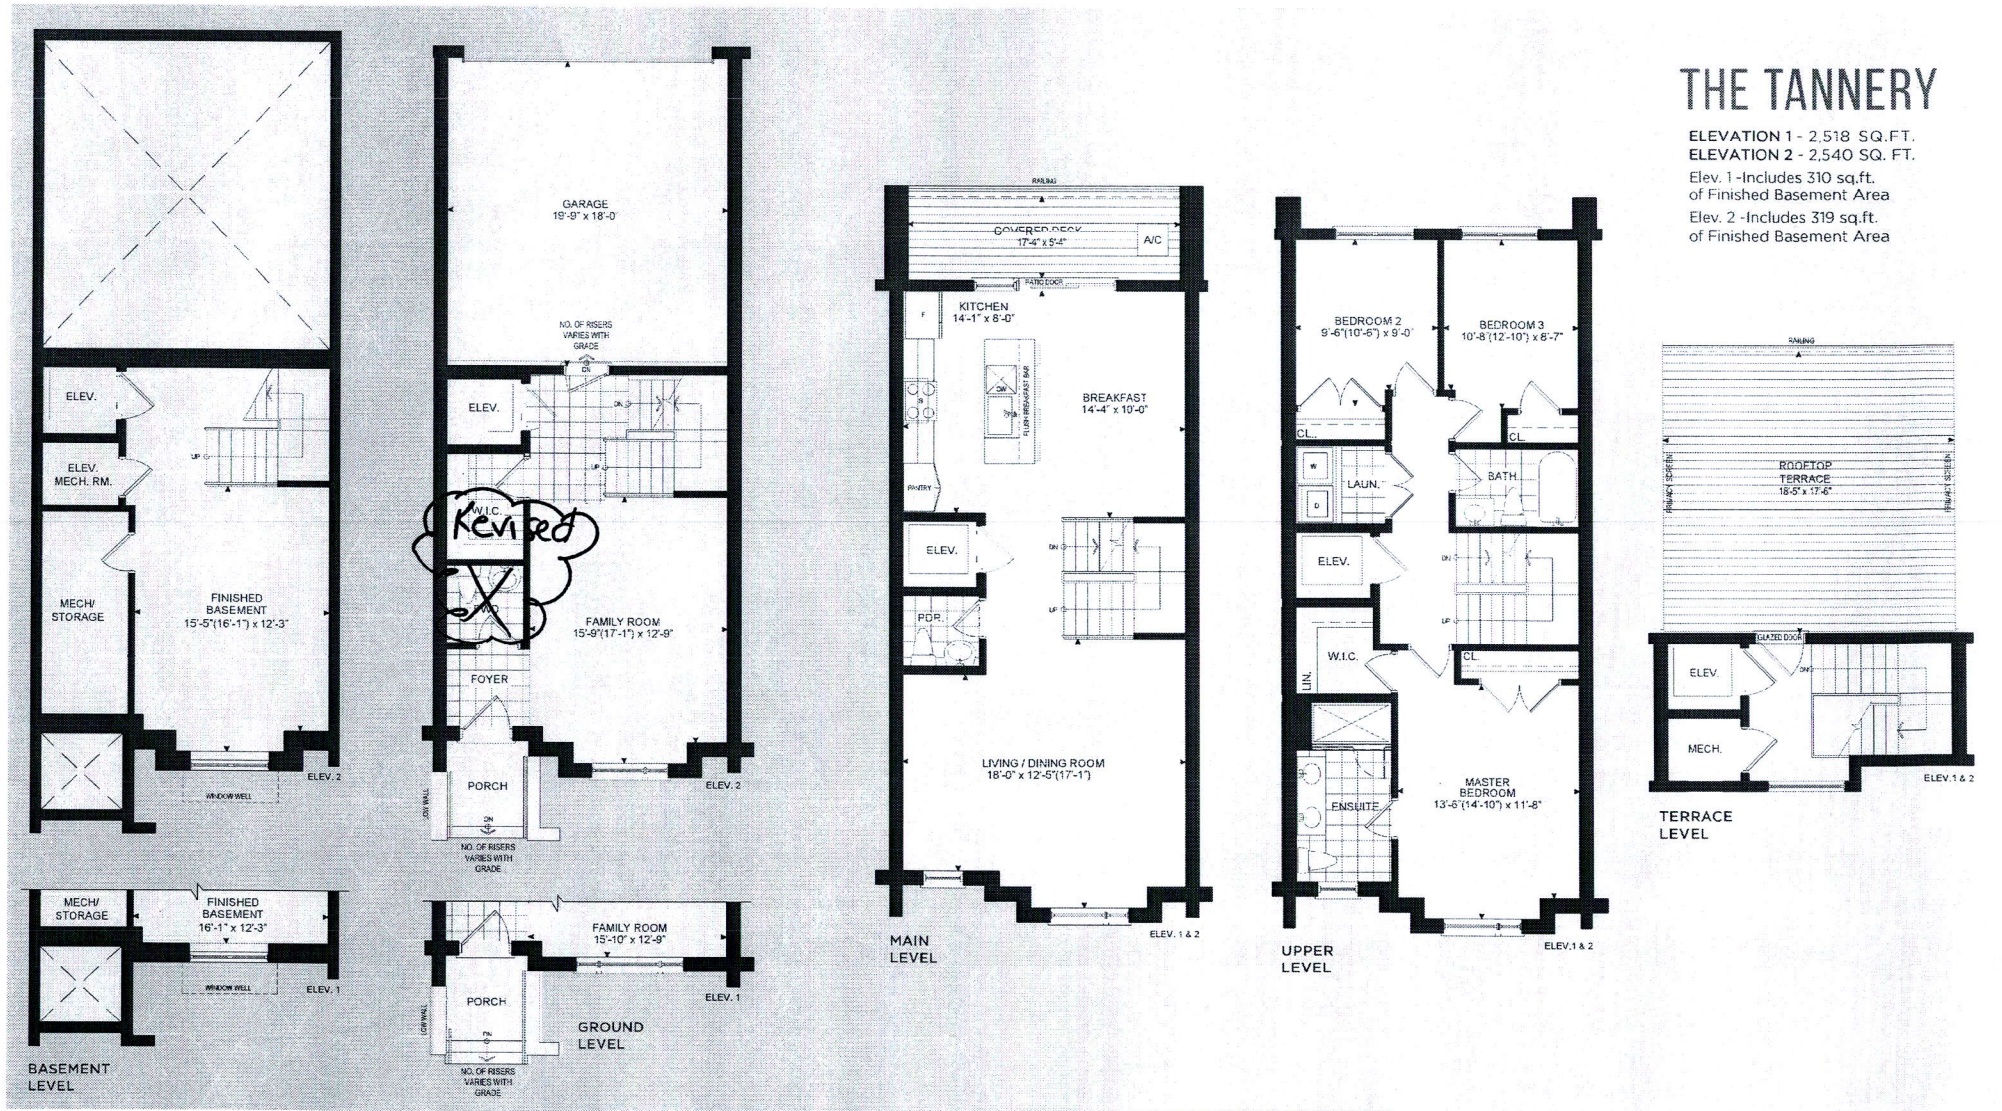 THE TANNERY
ELEVATION 1 - 2,518 SQ.FT.
ELEVATION 2 - 2,540 SQ. FT.
Elev. 1 -Includes 310 sq.ft.
of Finished Basement Area
Elev. 2 -Includes 319 sq.ft.
of Finished Basement Area
ELEV.
ELEV.
MECH. RM.
UP
MECH/
STORAGE
FINISHED
BASEMENT
15'-5"(16'-1") x 12'-3"
WINDOW WELL
ELEV. 2
MECH/
STORAGE
FINISHED
BASEMENT
16'-1" x 12'-3"
WINDOW WELL
ELEV. 1
BASEMENT
LEVEL
GARAGE
19'-9" x 18'-0"
NO. OF RISERS
VARIES WITH
GRADE
DN
ELEV.
DN
UP
W.I.C.
Revised
FAMILY ROOM
15'-9"(17'-1") x 12'-9"
FOYER
PORCH
LOW WALL
DN
NO. OF RISERS
VARIES WITH
GRADE
ELEV. 2
FAMILY ROOM
15'-10" x 12'-9"
PORCH
LOW WALL
DN
NO. OF RISERS
VARIES WITH
GRADE
ELEV. 1
GROUND
LEVEL
RAILING
COVERED DECK
17'-4" x 5'-4"
A/C
PATIO DOOR
KITCHEN
14'-1" x 8'-0"
F
DW
S
FLUSH BREAKFAST BAR
BREAKFAST
14'-4" x 10'-0"
PANTRY
ELEV.
DN
UP
PDR.
LIVING / DINING ROOM
18'-0" x 12'-5"(17'-1")
ELEV. 1 & 2
MAIN
LEVEL
BEDROOM 2
9'-6"(10'-6") x 9'-0"
BEDROOM 3
10'-8"(12'-10") x 8'-7"
CL.
CL.
W
D
LAUN.
BATH.
ELEV.
DN
UP
W.I.C.
LIN.
CL.
ENSUITE
MASTER
BEDROOM
13'-6"(14'-10") x 11'-8"
ELEV.1 & 2
UPPER
LEVEL
RAILING
PRIVACY SCREEN
ROOFTOP
TERRACE
18'-5" x 17'-6"
PRIVACY SCREEN
GLAZED DOOR
ELEV.
DN
MECH.
ELEV.1 & 2
TERRACE
LEVEL